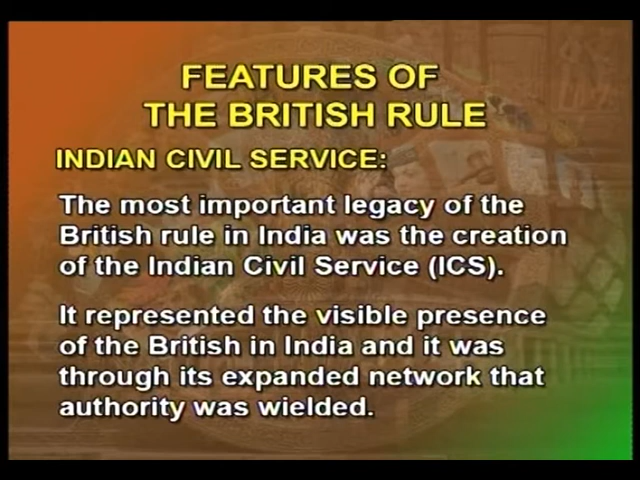 FEATURES OF
THE BRITISH RULE
INDIAN CIVIL SERVICE:
The most important legacy of the
British rule in India was the creation
of the Indian Civil Service (ICS).
It represented the visible presence
of the British in India and it was
through its expanded network that
authority was wielded.